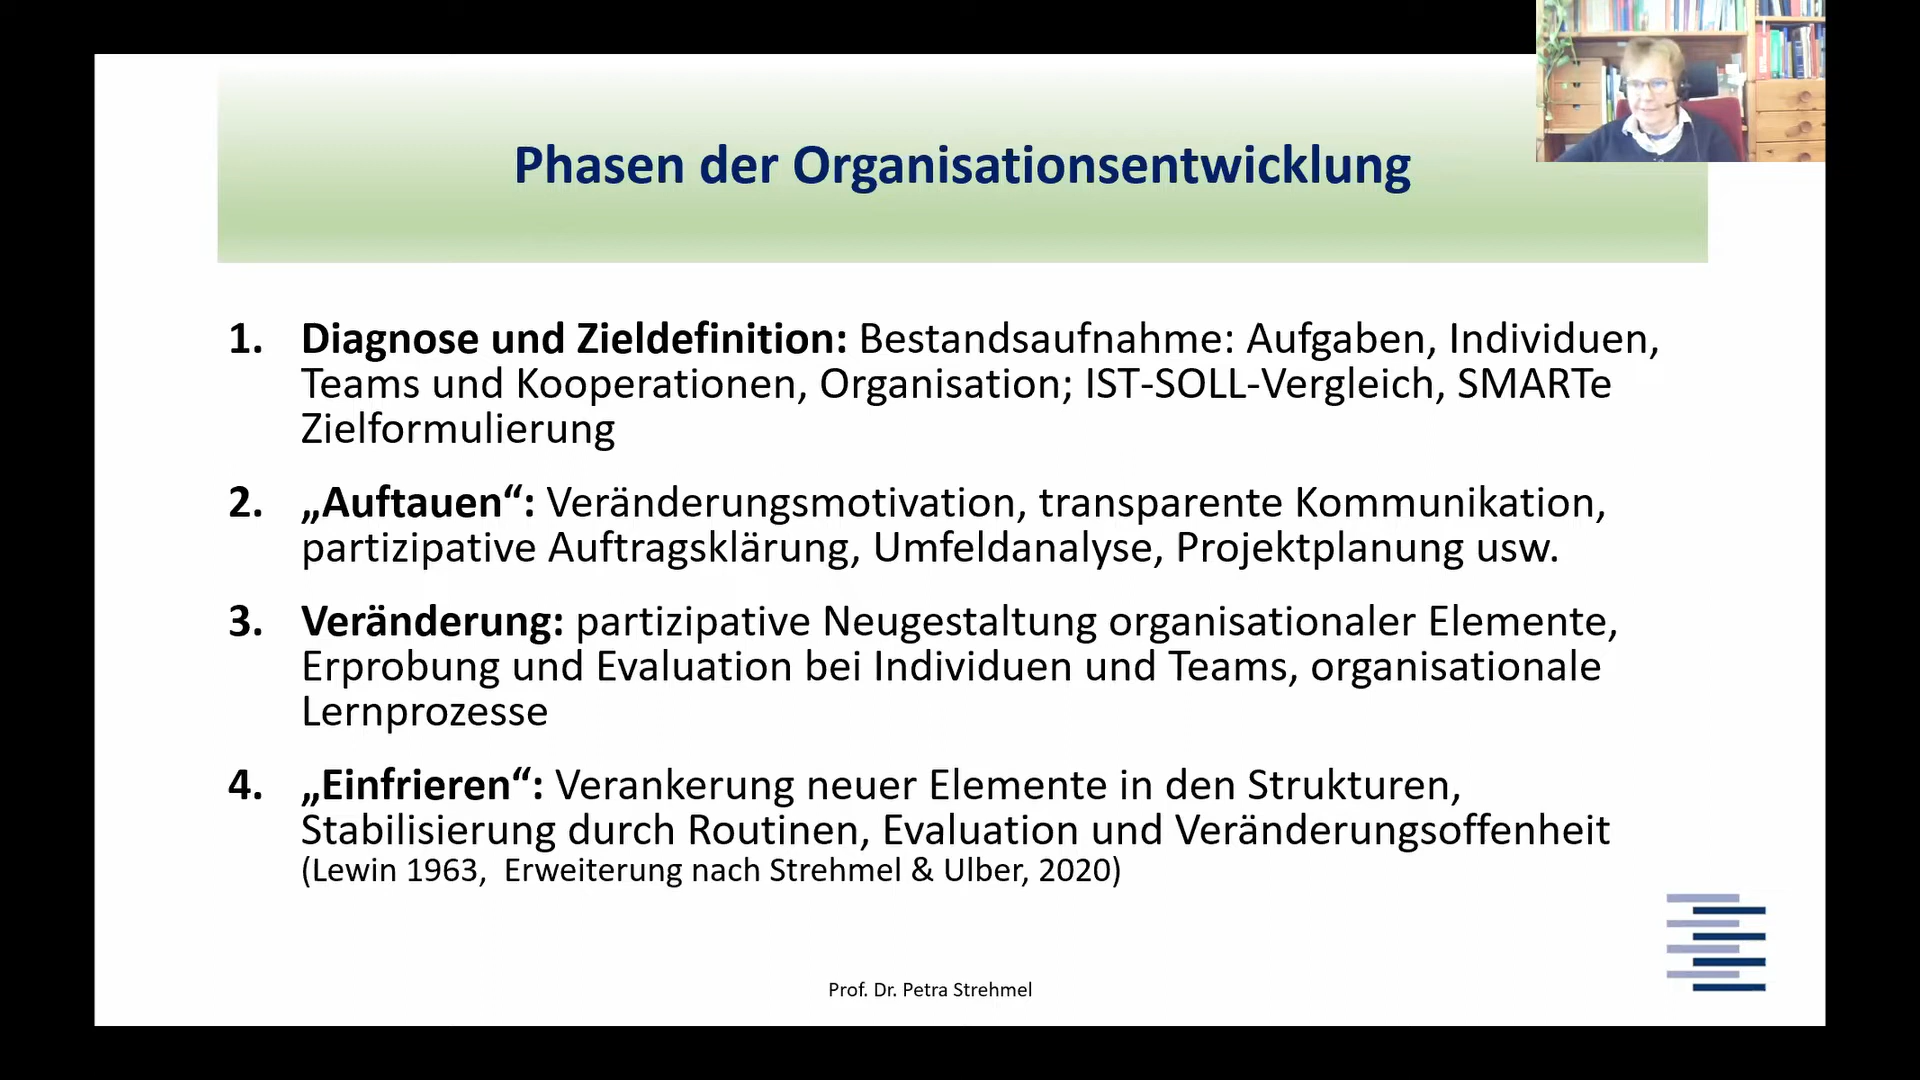 Phasen der Organisationsentwicklung
1. Diagnose und Zieldefinition: Bestandsaufnahme: Aufgaben, Individuen,
Teams und Kooperationen, Organisation; IST-SOLL-Vergleich, SMARTe
Zielformulierung
2. „Auftauen“: Veränderungsmotivation, transparente Kommunikation,
partizipative Auftragsklärung, Umfeldanalyse, Projektplanung usw.
3. Veränderung: partizipative Neugestaltung organisationaler Elemente,
Erprobung und Evaluation bei Individuen und Teams, organisationale
Lernprozesse
4. „Einfrieren“: Verankerung neuer Elemente in den Strukturen,
Stabilisierung durch Routinen, Evaluation und Veränderungsoffenheit
(Lewin 1963, Erweiterung nach Strehmel & Ulber, 2020)
Prof. Dr. Petra Strehmel